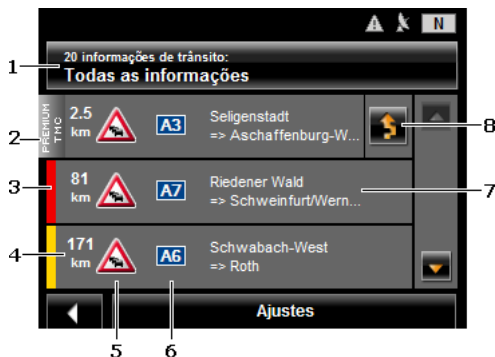 N
20 informações de trânsito:
Todas as informações
1
PREMIUM
TMC
2.5
km
A3
Seligenstadt
=> Aschaffenburg-W...
8
2
81
km
A7
Riedener Wald
=> Schweinfurt/Wern...
3
7
171
km
A6
Schwabach-West
=> Roth
4
Ajustes
5
6